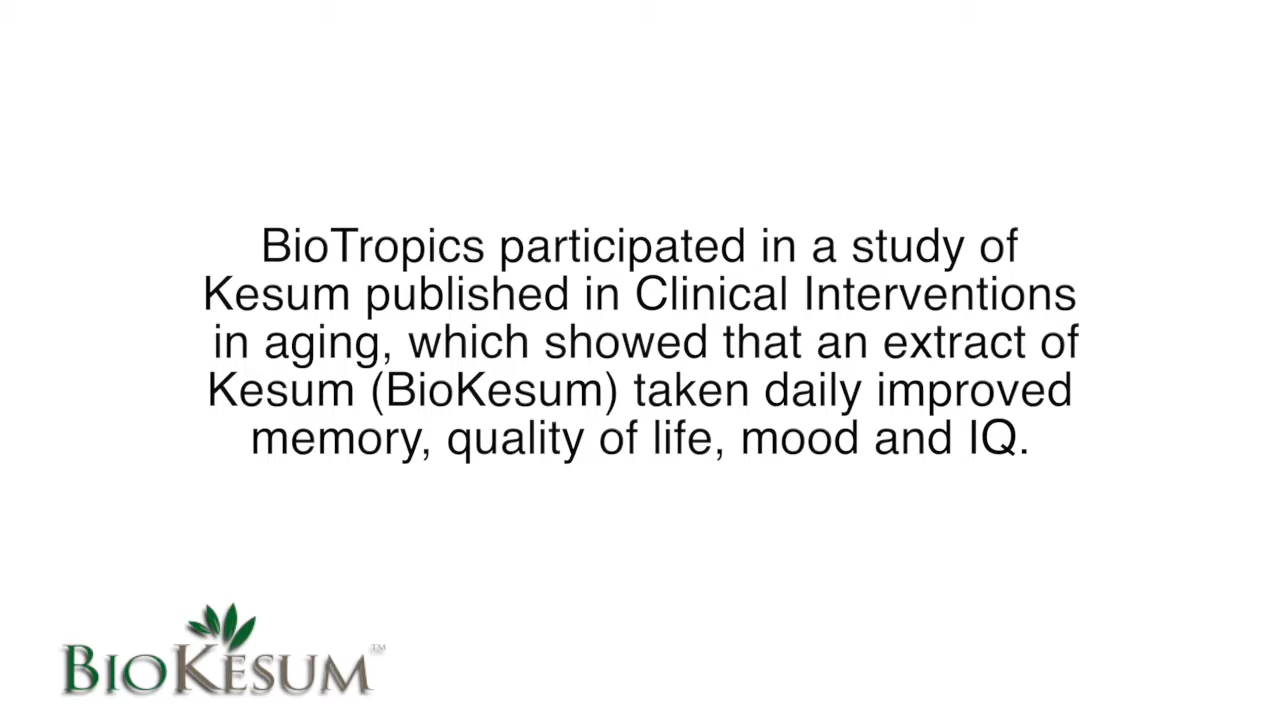 BioTropics participated in a study of
Kesum published in Clinical Interventions
in aging, which showed that an extract of
Kesum (BioKesum) taken daily improved
memory, quality of life, mood and IQ.
BIOKESUM™